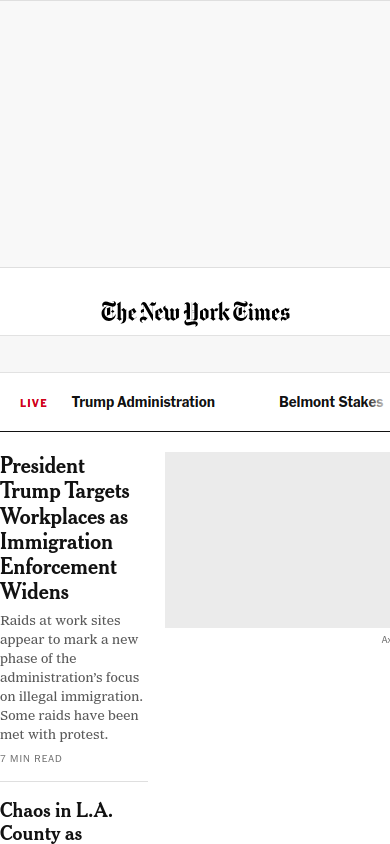 The New York Times
LIVE Trump Administration Belmont Stakes
President
Trump Targets
Workplaces as
Immigration
Enforcement
Widens
Raids at work sites
appear to mark a new
phase of the
administration’s focus
on illegal immigration.
Some raids have been
met with protest.
7 MIN READ
Chaos in L.A.
County as